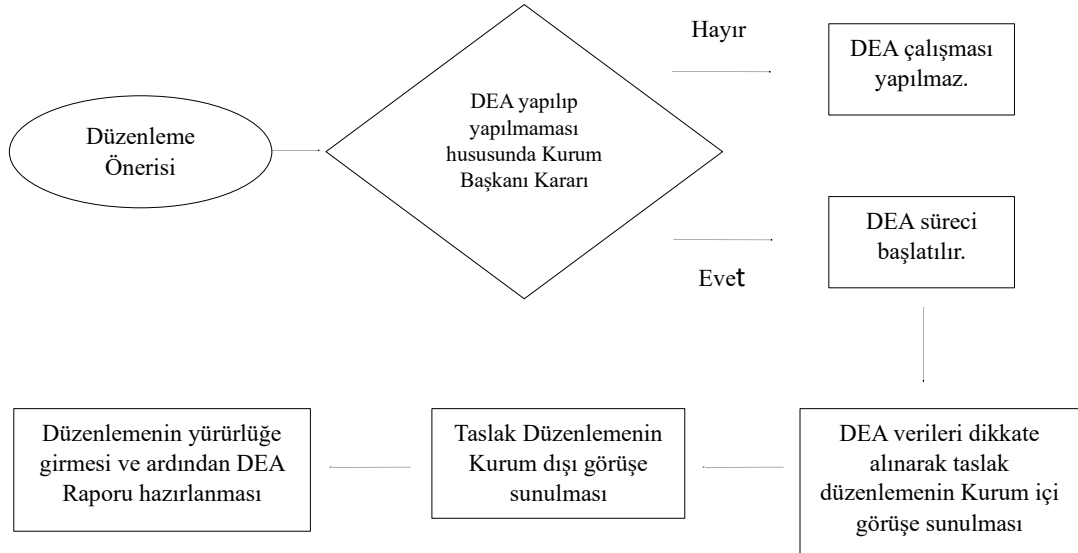 Düzenleme
Önerisi
DEA yapılıp
yapılmaması
hususunda Kurum
Başkanı Kararı
Hayır
DEA çalışması
yapılmaz.
Evet
DEA süreci
başlatılır.
DEA verileri dikkate
alınarak taslak
düzenlemenin Kurum içi
görüşe sunulması
Taslak Düzenlemenin
Kurum dışı görüşe
sunulması
Düzenlemenin yürürlüğe
girmesi ve ardından DEA
Raporu hazırlanması